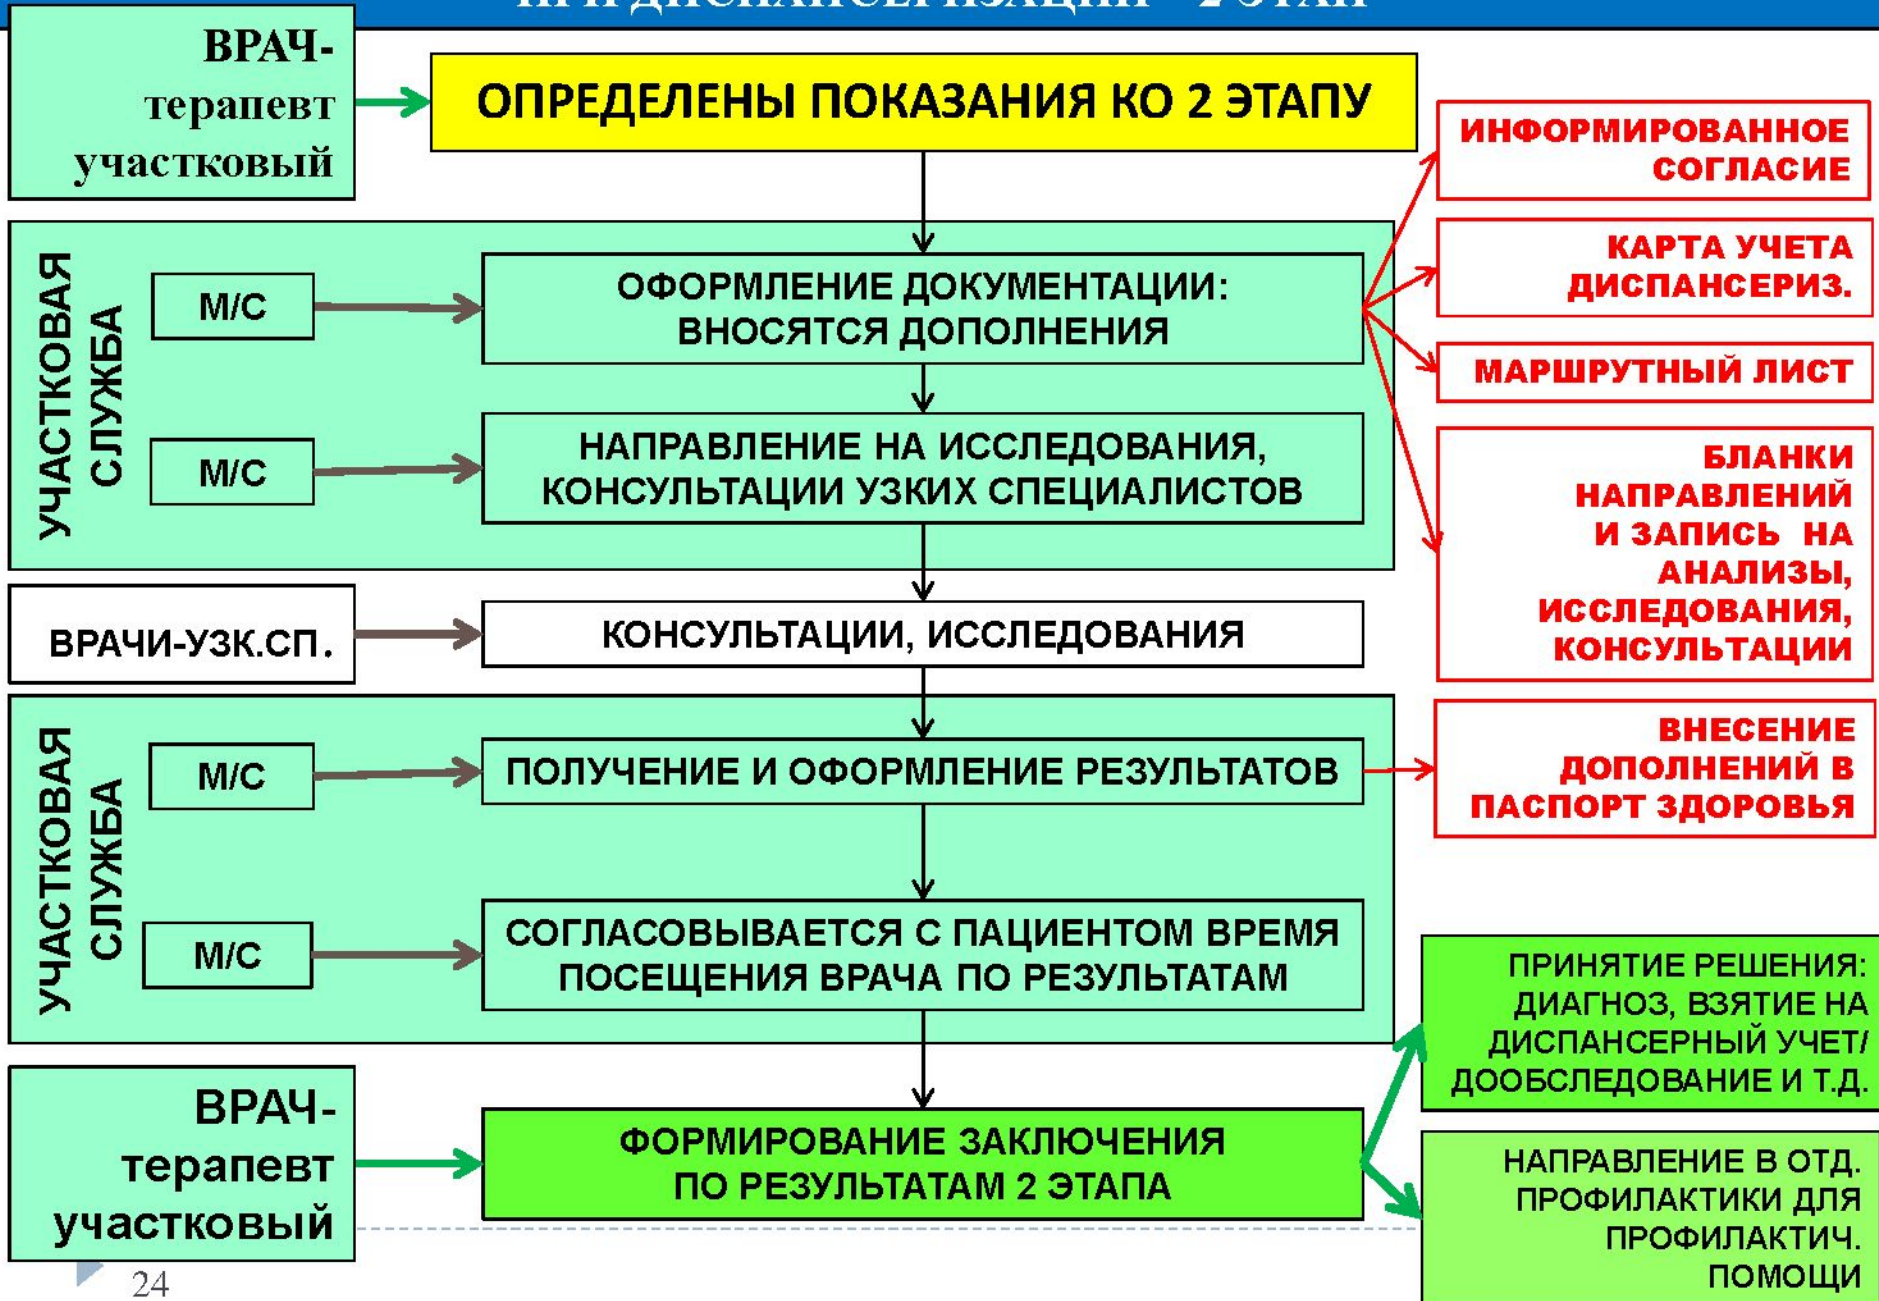 ПРИ ДИСПАНСЕРИЗАЦИИ – 2 ЭТАП
ВРАЧ-
терапевт
участковый
ОПРЕДЕЛЕНЫ ПОКАЗАНИЯ КО 2 ЭТАПУ
ИНФОРМИРОВАННОЕ
СОГЛАСИЕ
КАРТА УЧЕТА
ДИСПАНСЕРИЗ.
МАРШРУТНЫЙ ЛИСТ
БЛАНКИ
НАПРАВЛЕНИЙ
И ЗАПИСЬ НА
АНАЛИЗЫ,
ИССЛЕДОВАНИЯ,
КОНСУЛЬТАЦИИ
УЧАСТКОВАЯ
СЛУЖБА
М/С
ОФОРМЛЕНИЕ ДОКУМЕНТАЦИИ:
ВНОСЯТСЯ ДОПОЛНЕНИЯ
М/С
НАПРАВЛЕНИЕ НА ИССЛЕДОВАНИЯ,
КОНСУЛЬТАЦИИ УЗКИХ СПЕЦИАЛИСТОВ
ВРАЧИ-УЗК.СП.
КОНСУЛЬТАЦИИ, ИССЛЕДОВАНИЯ
УЧАСТКОВАЯ
СЛУЖБА
М/С
ПОЛУЧЕНИЕ И ОФОРМЛЕНИЕ РЕЗУЛЬТАТОВ
ВНЕСЕНИЕ
ДОПОЛНЕНИЙ В
ПАСПОРТ ЗДОРОВЬЯ
М/С
СОГЛАСОВЫВАЕТСЯ С ПАЦИЕНТОМ ВРЕМЯ
ПОСЕЩЕНИЯ ВРАЧА ПО РЕЗУЛЬТАТАМ
ВРАЧ-
терапевт
участковый
ФОРМИРОВАНИЕ ЗАКЛЮЧЕНИЯ
ПО РЕЗУЛЬТАТАМ 2 ЭТАПА
ПРИНЯТИЕ РЕШЕНИЯ:
ДИАГНОЗ, ВЗЯТИЕ НА
ДИСПАНСЕРНЫЙ УЧЕТ/
ДООБСЛЕДОВАНИЕ И Т.Д.
НАПРАВЛЕНИЕ В ОТД.
ПРОФИЛАКТИКИ ДЛЯ
ПРОФИЛАКТИЧ.
ПОМОЩИ
24